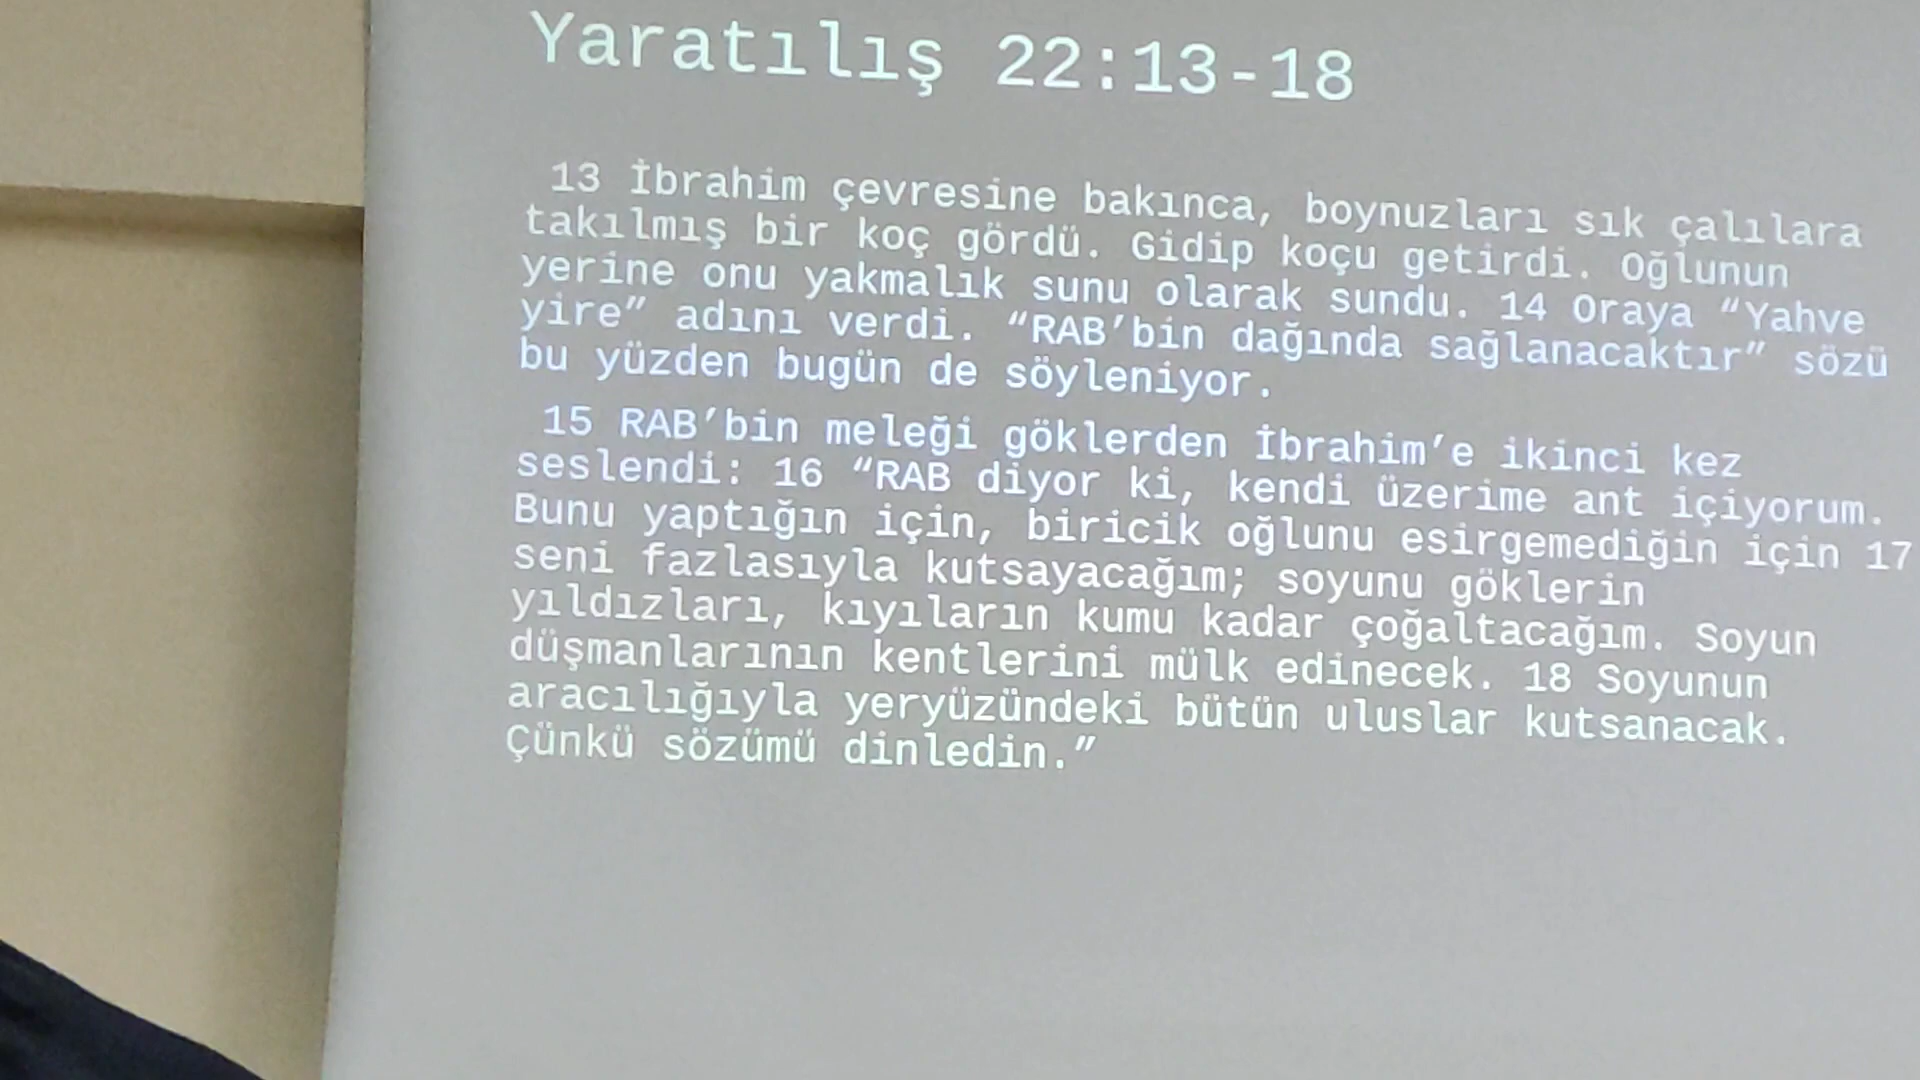 Yaratılış 22:13-18
13 İbrahim çevresine bakınca, boynuzları sık çalılara
takılmış bir koç gördü. Gidip koçu getirdi. Oğlunun
yerine onu yakmalık sunu olarak sundu. 14 Oraya “Yahve
yire” adını verdi. “RAB’bin dağında sağlanacaktır” sözü
bu yüzden bugün de söyleniyor.
15 RAB’bin meleği göklerden İbrahim’e ikinci kez
seslendi: 16 “RAB diyor ki, kendi üzerime ant içiyorum.
Bunu yaptığın için, biricik oğlunu esirgemediğin için 17
seni fazlasıyla kutsayacağım; soyunu göklerin
yıldızları, kıyıların kumu kadar çoğaltacağım. Soyun
düşmanlarının kentlerini mülk edinecek. 18 Soyunun
aracılığıyla yeryüzündeki bütün uluslar kutsanacak.
Çünkü sözümü dinledin.”